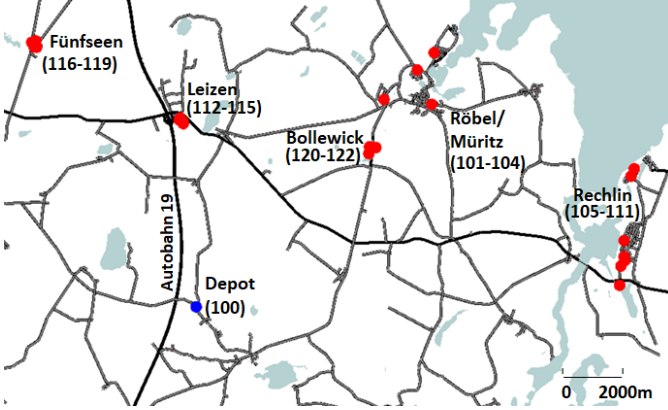 Fünfseen
(116-119)
Leizen
(112-115)
Bollewick
(120-122)
Röbel/
Müritz
(101-104)
Rechlin
(105-111)
Autobahn 19
Depot
(100)
0 2000m